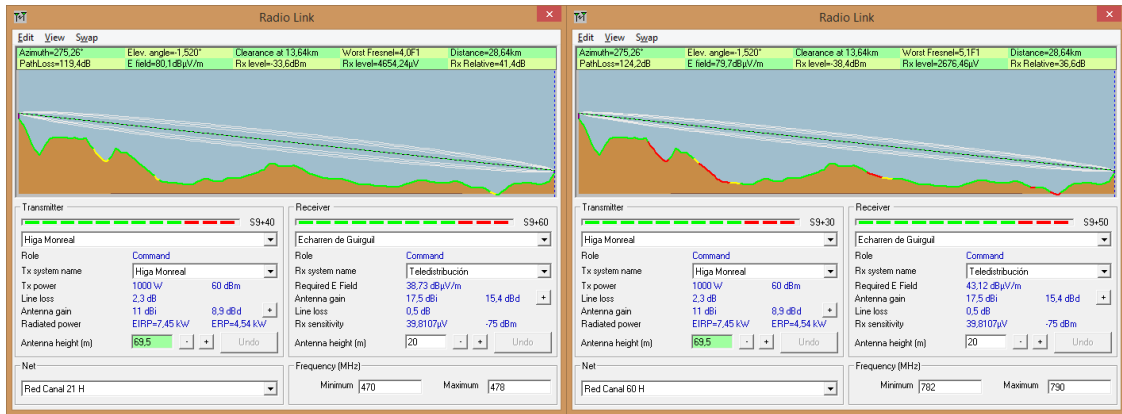 Radio Link
Edit View Swap
Azimuth=275,26° Elev. angle=-1,520° Clearance at 13,64km Worst Fresnel=4,0F1 Distance=28,64km
PathLoss=119,4dB E field=80,1dBµV/m Rx level=-33,6dBm Rx level=4654,24µV Rx Relative=41,4dB
Transmitter
S9+40
Higa Monreal
Role Command
Tx system name Higa Monreal
Tx power 1000 W 60 dBm
Line loss 2,3 dB
Antenna gain 11 dBi 8,9 dBd +
Radiated power EIRP=7,45 kW ERP=4,54 kW
Antenna height (m) 69,5 - + Undo
Net
Red Canal 21 H
Receiver
S9+60
Echarren de Guirguil
Role Command
Rx system name Teledistribución
Required E Field 38,73 dBµV/m
Antenna gain 17,5 dBi 15,4 dBd +
Line loss 0,5 dB
Rx sensitivity 39,8107µV -75 dBm
Antenna height (m) 20 - + Undo
Frequency (MHz)
Minimum 470 Maximum 478
Radio Link
Edit View Swap
Azimuth=275,26° Elev. angle=-1,520° Clearance at 13,64km Worst Fresnel=5,1F1 Distance=28,64km
PathLoss=124,2dB E field=79,7dBµV/m Rx level=-38,4dBm Rx level=2676,46µV Rx Relative=36,6dB
Transmitter
S9+30
Higa Monreal
Role Command
Tx system name Higa Monreal
Tx power 1000 W 60 dBm
Line loss 2,3 dB
Antenna gain 11 dBi 8,9 dBd +
Radiated power EIRP=7,45 kW ERP=4,54 kW
Antenna height (m) 69,5 - + Undo
Net
Red Canal 60 H
Receiver
S9+50
Echarren de Guirguil
Role Command
Rx system name Teledistribución
Required E Field 43,12 dBµV/m
Antenna gain 17,5 dBi 15,4 dBd +
Line loss 0,5 dB
Rx sensitivity 39,8107µV -75 dBm
Antenna height (m) 20 - + Undo
Frequency (MHz)
Minimum 782 Maximum 790